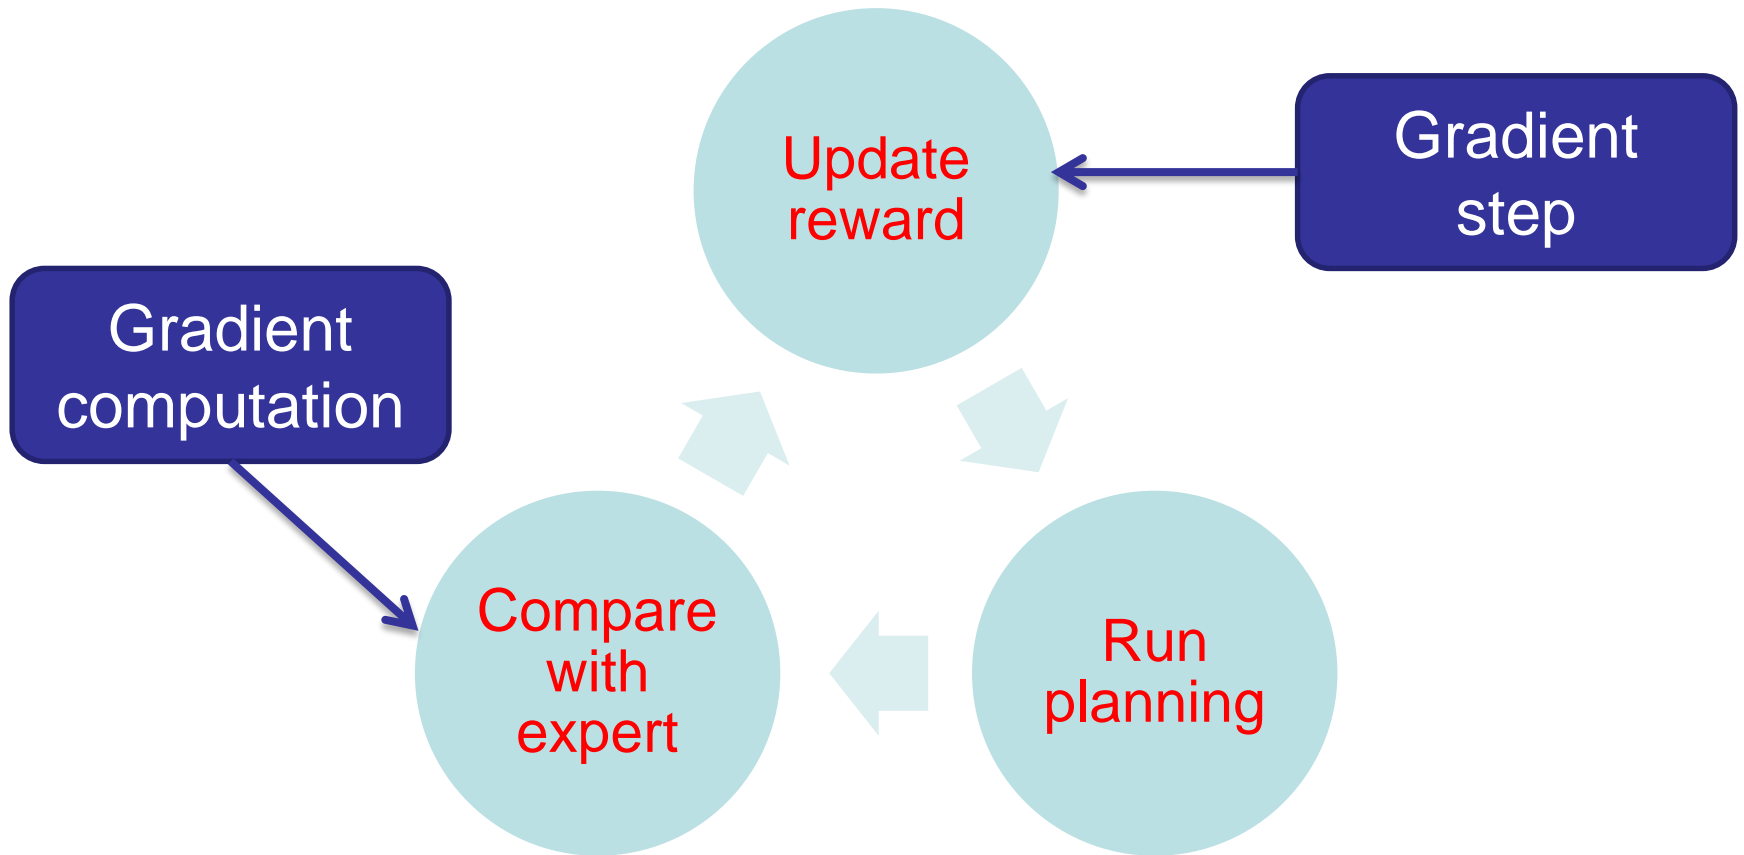 Update
reward
Gradient
step
Gradient
computation
Compare
with
expert
Run
planning